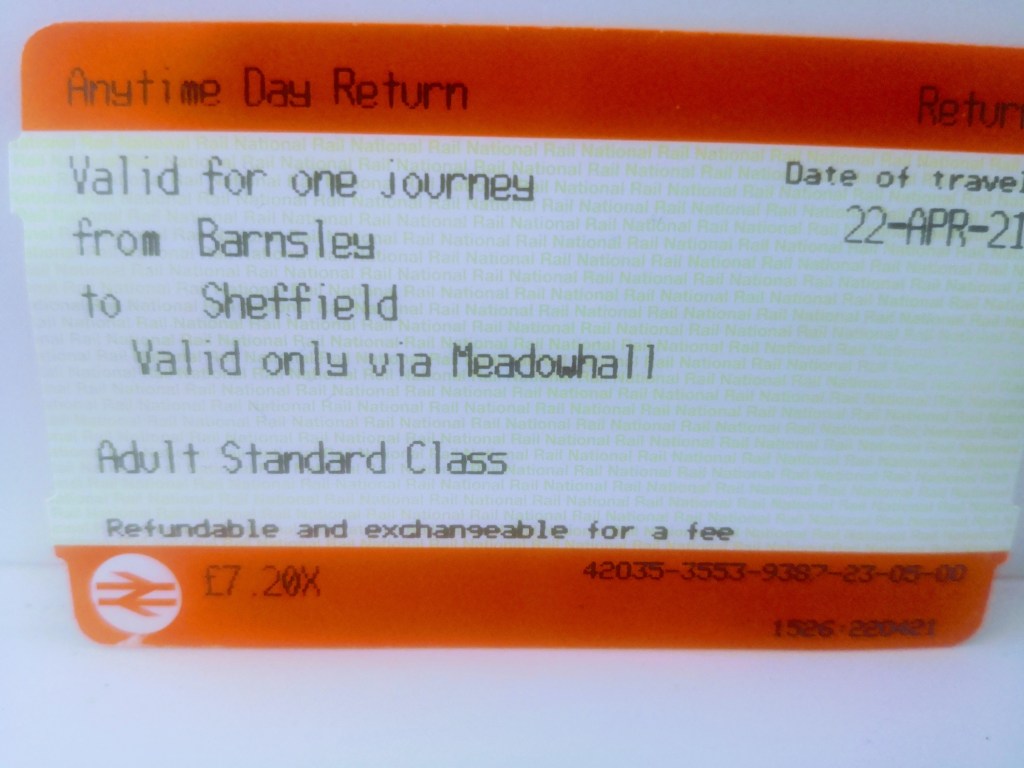 Anytime Day Return
Return
Valid for one journey
Date of travel
from Barnsley
22-APR-21
to Sheffield
Valid only via Meadowhall
Adult Standard Class
Refundable and exchangeable for a fee
£7.20X
42035-3553-9387-23-05-00
1526 220421